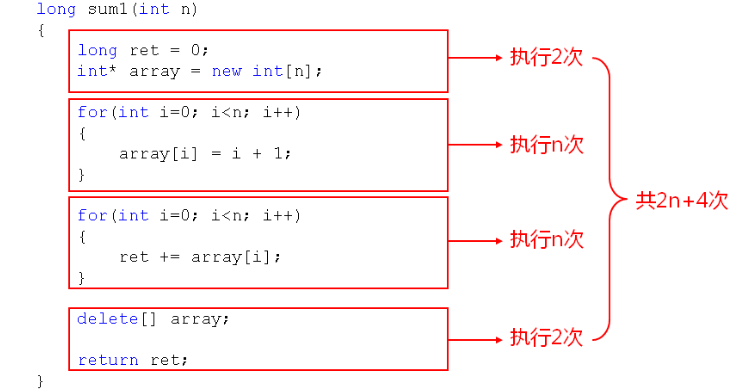 long sum1(int n)
{
long ret = 0;
int* array = new int[n];
执行2次
for(int i=0; i<n; i++)
{
array[i] = i + 1;
}
执行n次
共2n+4次
for(int i=0; i<n; i++)
{
ret += array[i];
}
执行n次
delete[] array;
return ret;
执行2次
}